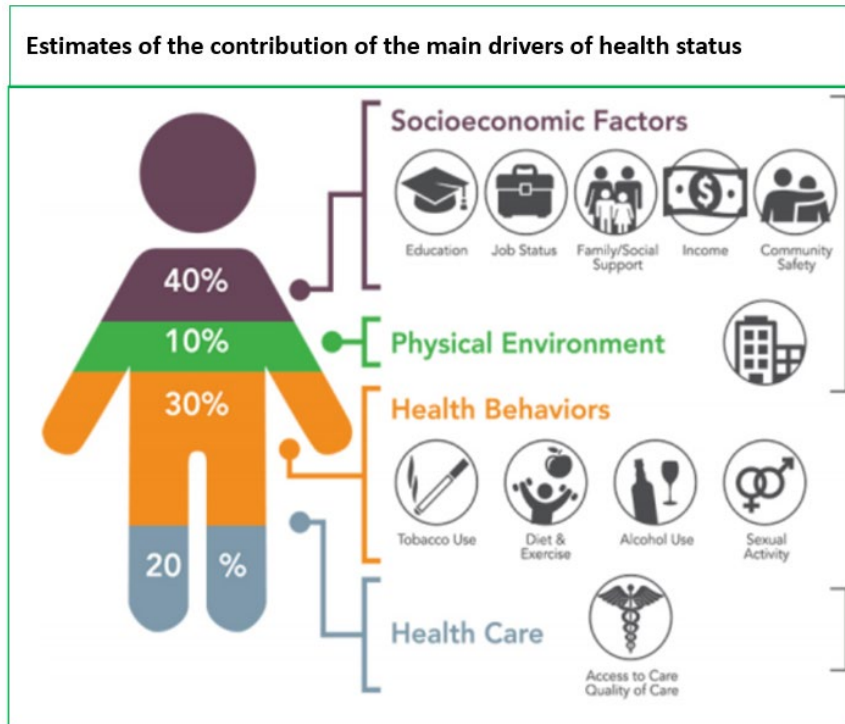 Estimates of the contribution of the main drivers of health status
Socioeconomic Factors
Education
Job Status
Family/Social
Support
Income
Community
Safety
40%
10%
Physical Environment
30%
Health Behaviors
Tobacco Use
Diet &
Exercise
Alcohol Use
Sexual
Activity
20 %
Health Care
Access to Care
Quality of Care